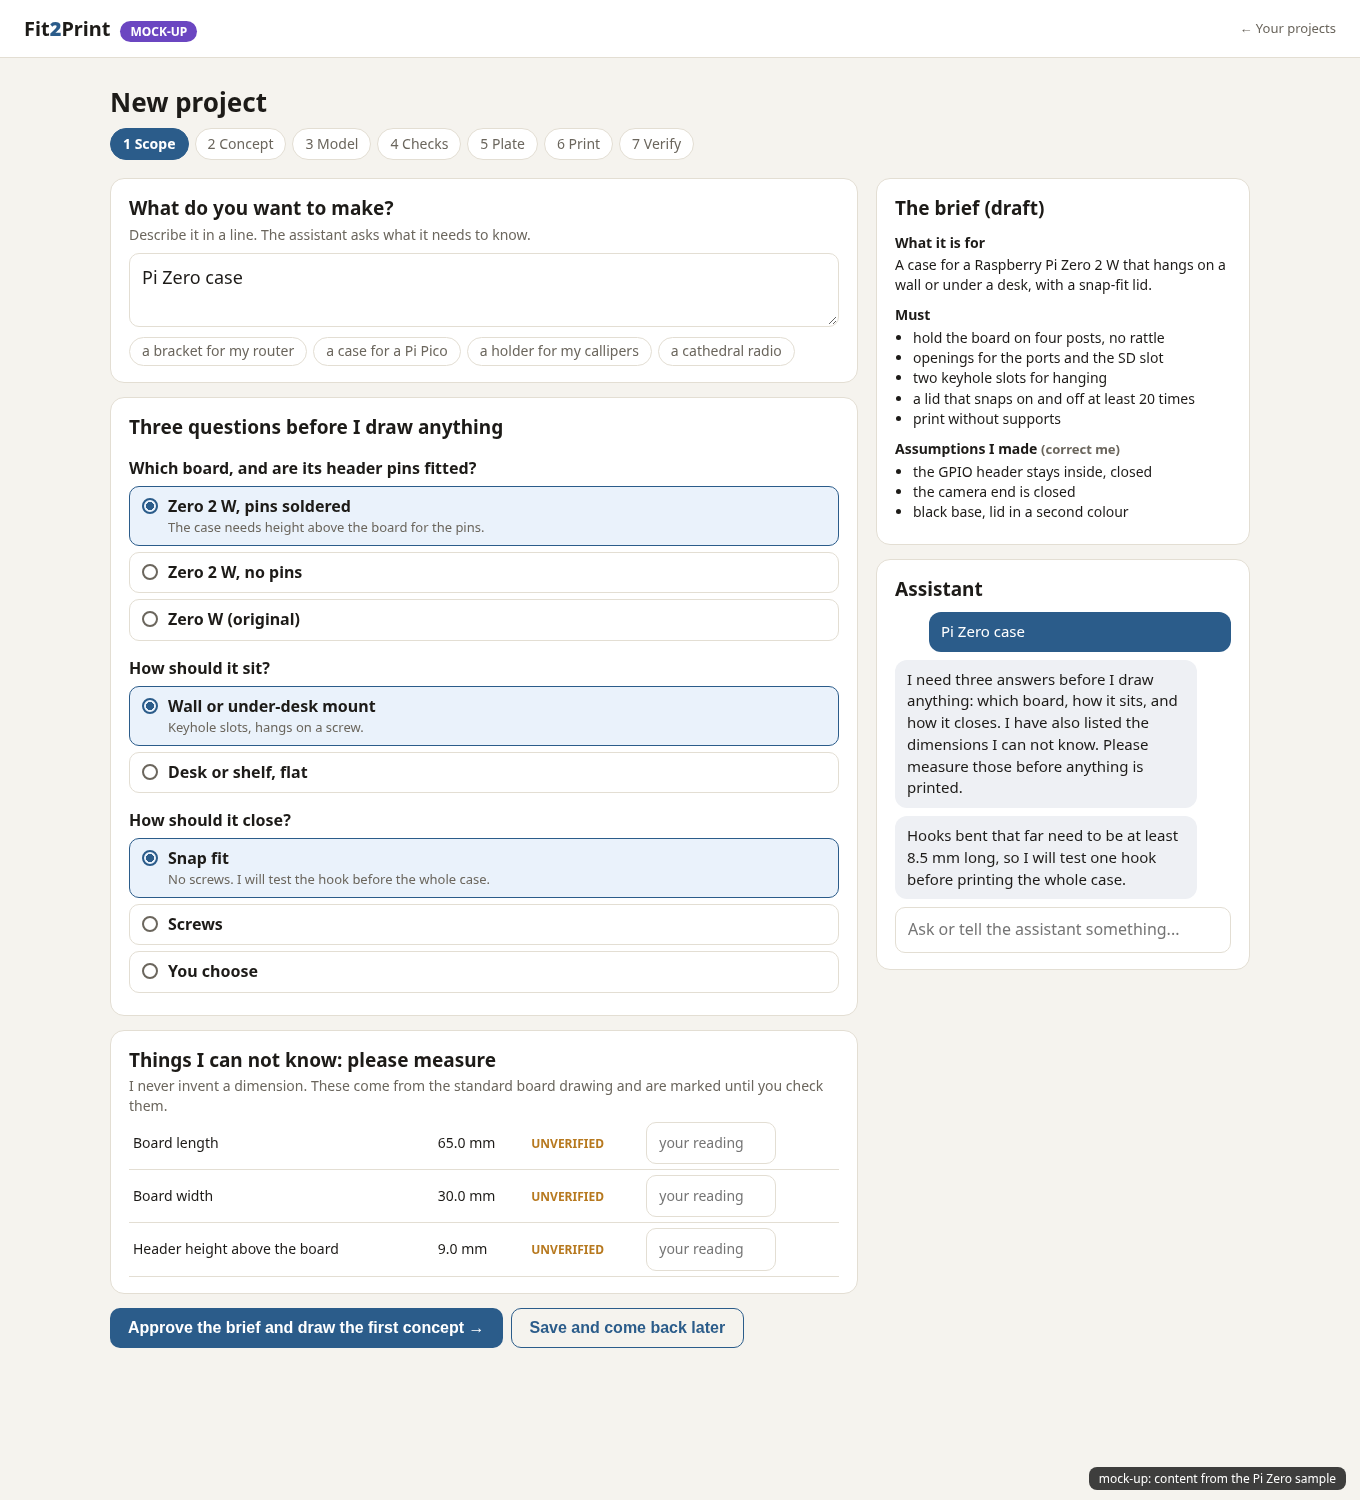 Fit2Print MOCK-UP
← Your projects
New project
1 Scope 2 Concept 3 Model 4 Checks 5 Plate 6 Print 7 Verify
What do you want to make?
Describe it in a line. The assistant asks what it needs to know.
Pi Zero case
a bracket for my router a case for a Pi Pico a holder for my callipers a cathedral radio
Three questions before I draw anything
Which board, and are its header pins fitted?
Zero 2 W, pins soldered
The case needs height above the board for the pins.
Zero 2 W, no pins
Zero W (original)
How should it sit?
Wall or under-desk mount
Keyhole slots, hangs on a screw.
Desk or shelf, flat
How should it close?
Snap fit
No screws. I will test the hook before the whole case.
Screws
You choose
Things I can not know: please measure
I never invent a dimension. These come from the standard board drawing and are marked until you check
them.
Board length 65.0 mm UNVERIFIED your reading
Board width 30.0 mm UNVERIFIED your reading
Header height above the board 9.0 mm UNVERIFIED your reading
Approve the brief and draw the first concept → Save and come back later
The brief (draft)
What it is for
A case for a Raspberry Pi Zero 2 W that hangs on a
wall or under a desk, with a snap-fit lid.
Must
• hold the board on four posts, no rattle
• openings for the ports and the SD slot
• two keyhole slots for hanging
• a lid that snaps on and off at least 20 times
• print without supports
Assumptions I made (correct me)
• the GPIO header stays inside, closed
• the camera end is closed
• black base, lid in a second colour
Assistant
Pi Zero case
I need three answers before I draw
anything: which board, how it sits, and
how it closes. I have also listed the
dimensions I can not know. Please
measure those before anything is
printed.
Hooks bent that far need to be at least
8.5 mm long, so I will test one hook
before printing the whole case.
Ask or tell the assistant something...
mock-up: content from the Pi Zero sample